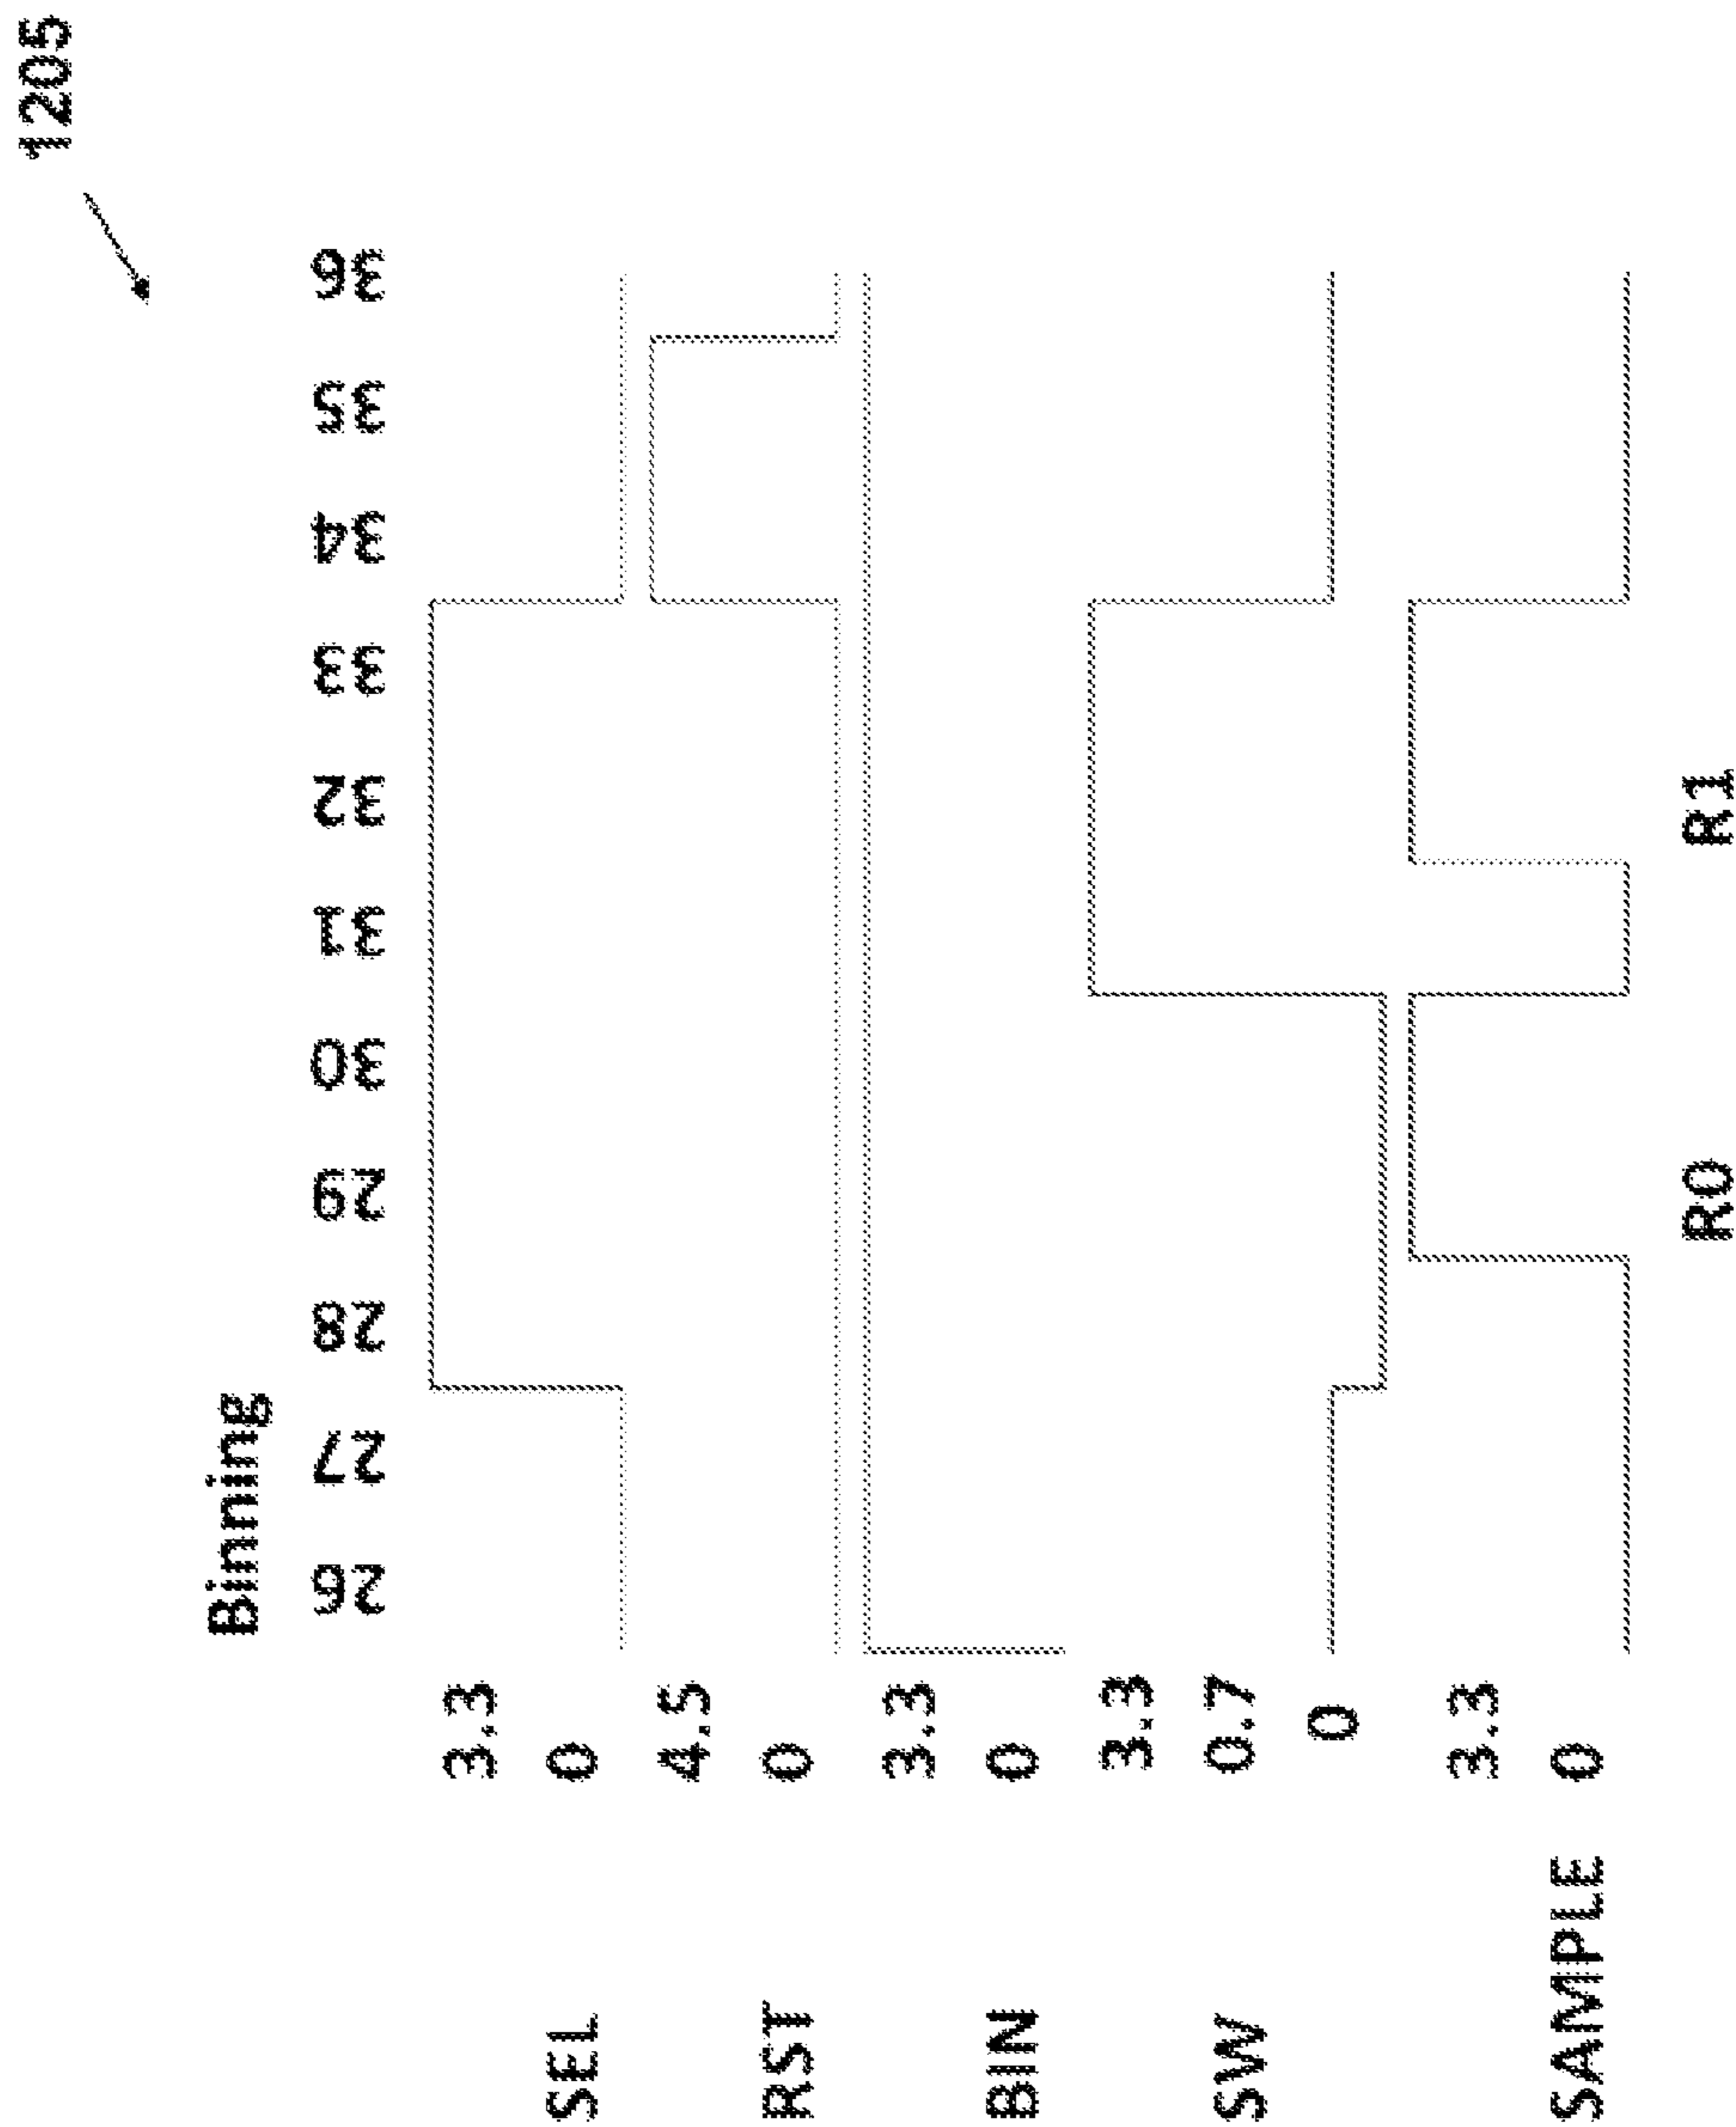 1205
Binning
26 27 28 29 30 31 32 33 34 35 36
3.3
SEL 0
4.5
RST 0
3.3
BIN 0
3.3
SW 0.7
0
3.3
SAMPLE 0
R0 R1